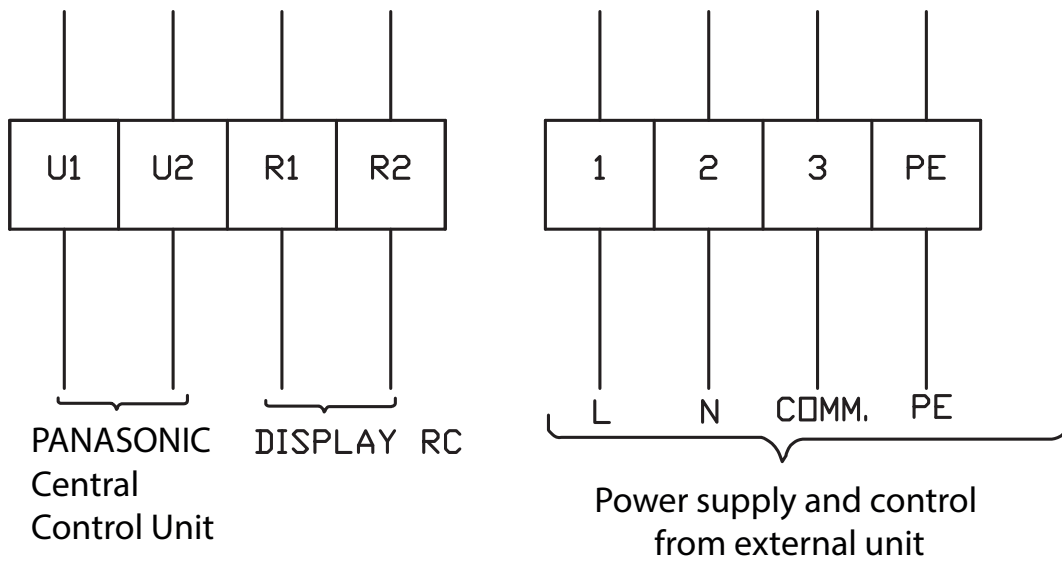 U1 U2 R1 R2
1 2 3 PE
L N COMM. PE
PANASONIC
Central
Control Unit
DISPLAY RC
Power supply and control
from external unit